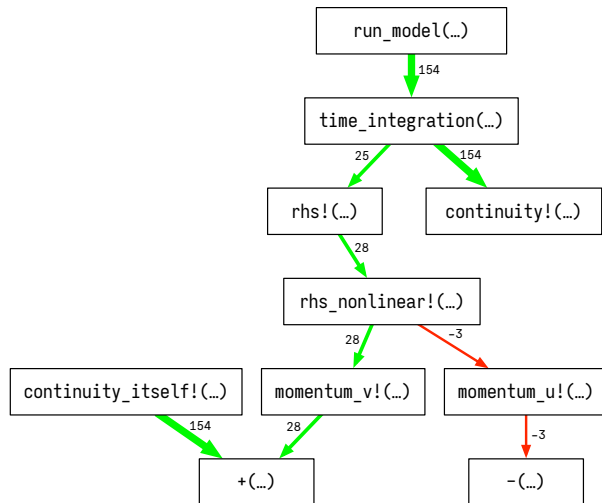 run_model(…)
154
time_integration(…)
25
154
rhs!(…)
continuity!(…)
28
rhs_nonlinear!(…)
28
-3
continuity_itself!(…)
momentum_v!(…)
momentum_u!(…)
154
28
-3
+(…)
-(…)